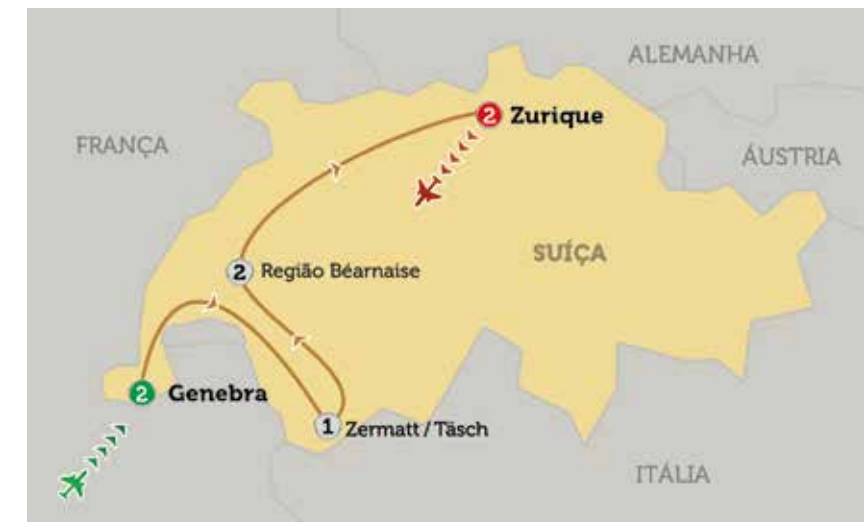 ALEMANHA
2 Zurique
FRANÇA
ÁUSTRIA
SUÍÇA
2 Região Béarnaise
2 Genebra
1 Zermatt / Täsch
ITÁLIA